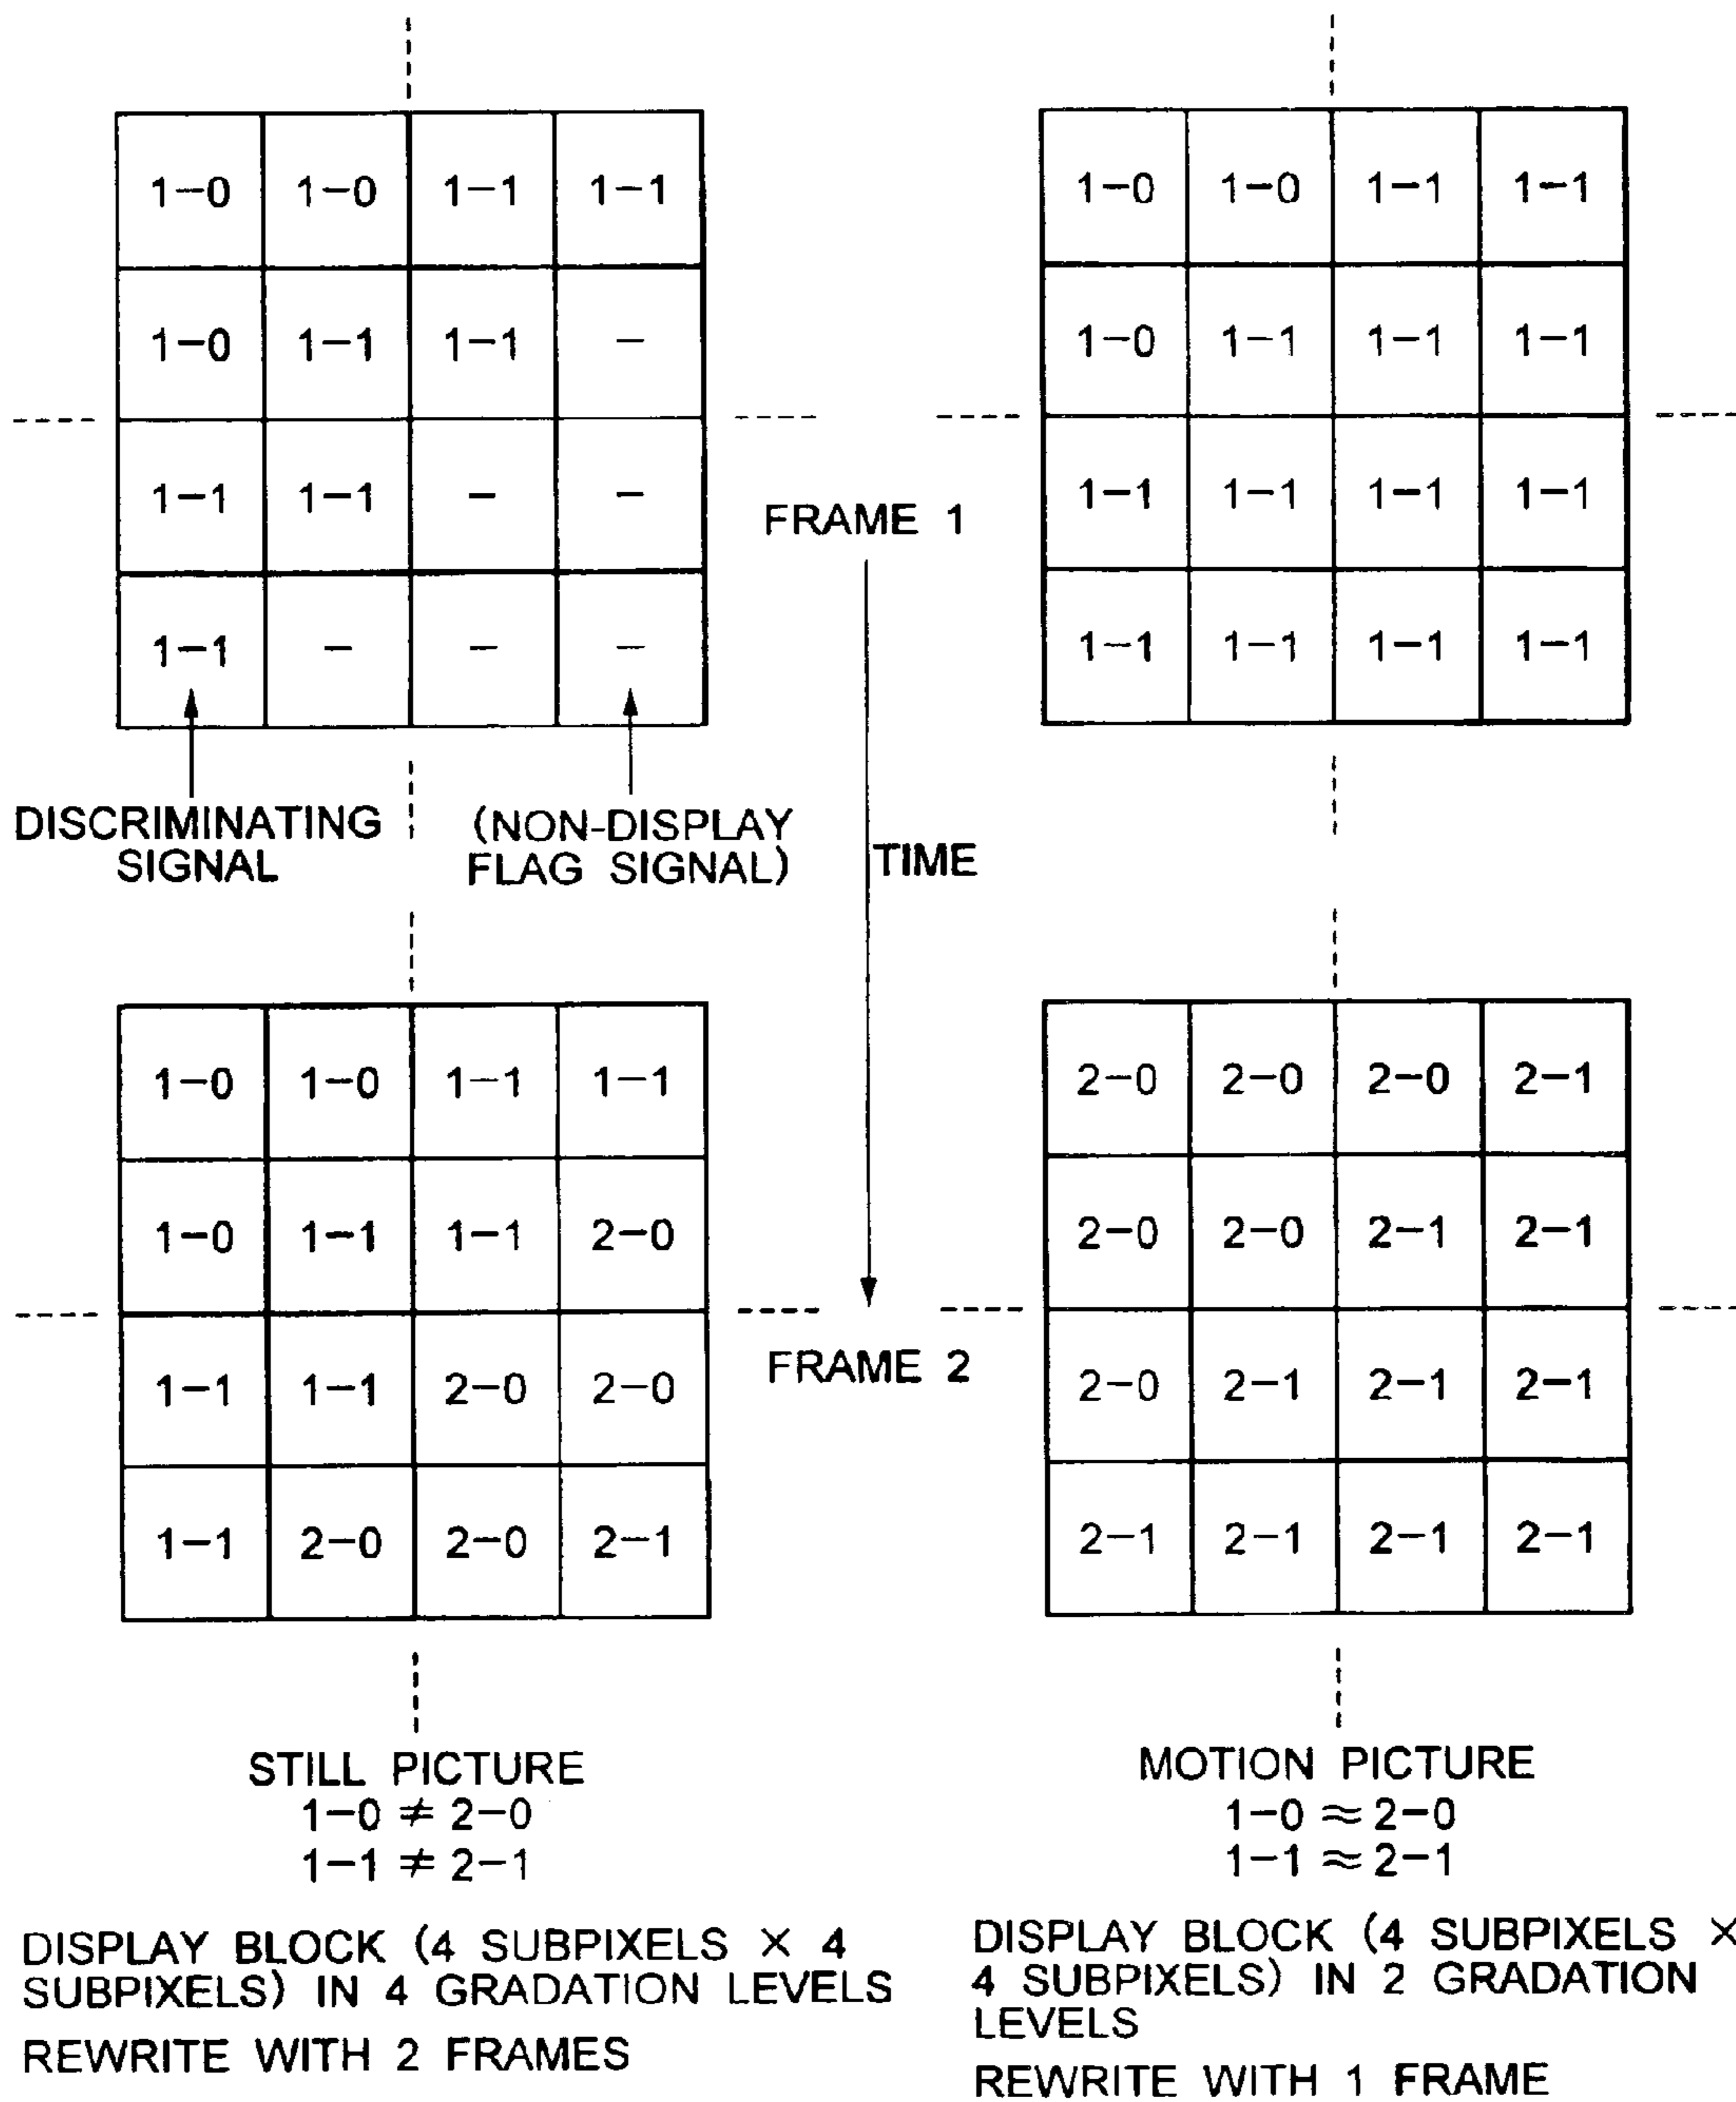 1-0 1-0 1-1 1-1
1-0 1-1 1-1 -
1-1 1-1 - -
1-1 - - -
DISCRIMINATING
SIGNAL
(NON-DISPLAY
FLAG SIGNAL)
1-0 1-0 1-1 1-1
1-0 1-1 1-1 1-1
1-1 1-1 1-1 1-1
1-1 1-1 1-1 1-1
FRAME 1
TIME
FRAME 2
1-0 1-0 1-1 1-1
1-0 1-1 1-1 2-0
1-1 1-1 2-0 2-0
1-1 2-0 2-0 2-1
2-0 2-0 2-0 2-1
2-0 2-0 2-1 2-1
2-0 2-1 2-1 2-1
2-1 2-1 2-1 2-1
STILL PICTURE
1-0 ≠ 2-0
1-1 ≠ 2-1
DISPLAY BLOCK (4 SUBPIXELS × 4
SUBPIXELS) IN 4 GRADATION LEVELS
REWRITE WITH 2 FRAMES
MOTION PICTURE
1-0 ≈ 2-0
1-1 ≈ 2-1
DISPLAY BLOCK (4 SUBPIXELS ×
4 SUBPIXELS) IN 2 GRADATION
LEVELS
REWRITE WITH 1 FRAME